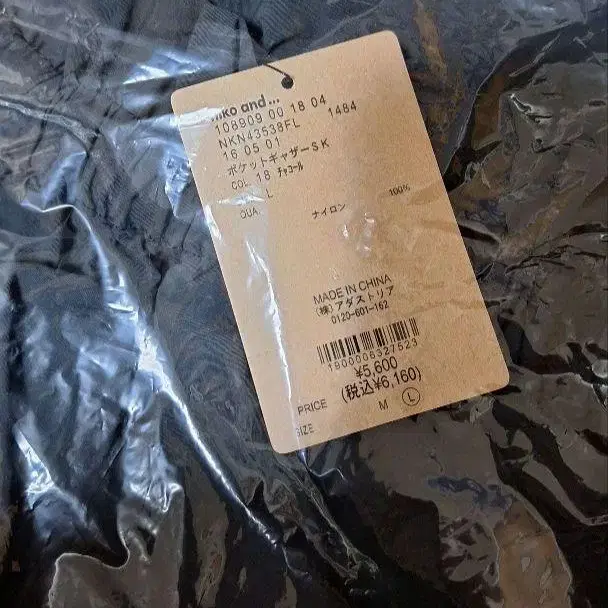 niko and ...
108909 00 18 04
NKN43538FL 1484
16 05 01
ポケットギャザーSK
COL. 18 チャコール
L
QUA.
ナイロン 100%
MADE IN CHINA
(株)アダストリア
0120-601-162
1900006327523
¥5,600
PRICE (税込¥6,160)
SIZE M L